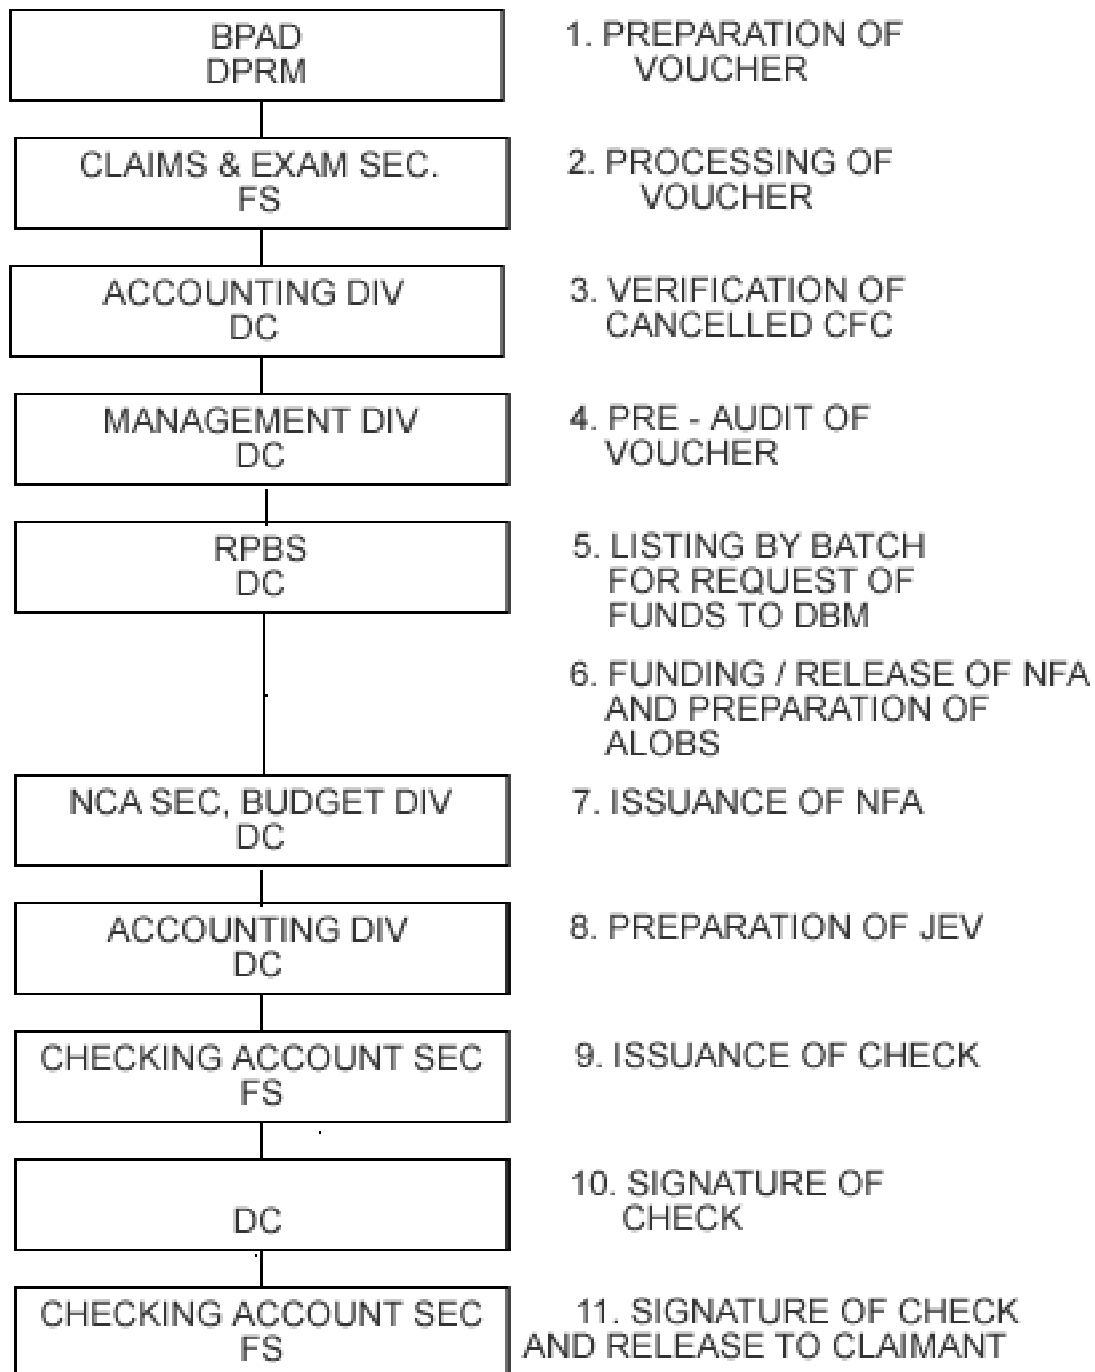 BPAD
DPRM
1. PREPARATION OF
VOUCHER
CLAIMS & EXAM SEC.
FS
2. PROCESSING OF
VOUCHER
ACCOUNTING DIV
DC
3. VERIFICATION OF
CANCELLED CFC
MANAGEMENT DIV
DC
4. PRE - AUDIT OF
VOUCHER
RPBS
DC
5. LISTING BY BATCH
FOR REQUEST OF
FUNDS TO DBM
6. FUNDING / RELEASE OF NFA
AND PREPARATION OF
ALOBS
NCA SEC, BUDGET DIV
DC
7. ISSUANCE OF NFA
ACCOUNTING DIV
DC
8. PREPARATION OF JEV
CHECKING ACCOUNT SEC
FS
9. ISSUANCE OF CHECK
DC
10. SIGNATURE OF
CHECK
CHECKING ACCOUNT SEC
FS
11. SIGNATURE OF CHECK
AND RELEASE TO CLAIMANT